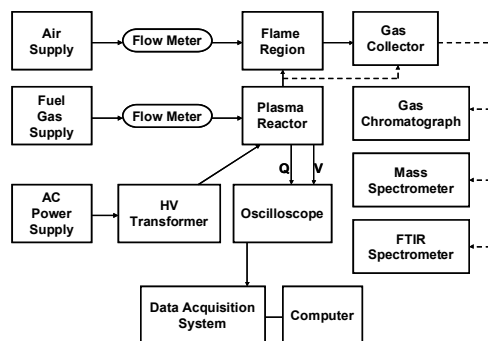 Air
Supply
Flow Meter
Flame
Region
Gas
Collector
Fuel
Gas
Supply
Flow Meter
Plasma
Reactor
Gas
Chromatograph
Q
V
Mass
Spectrometer
AC
Power
Supply
HV
Transformer
Oscilloscope
FTIR
Spectrometer
Data Acquisition
System
Computer